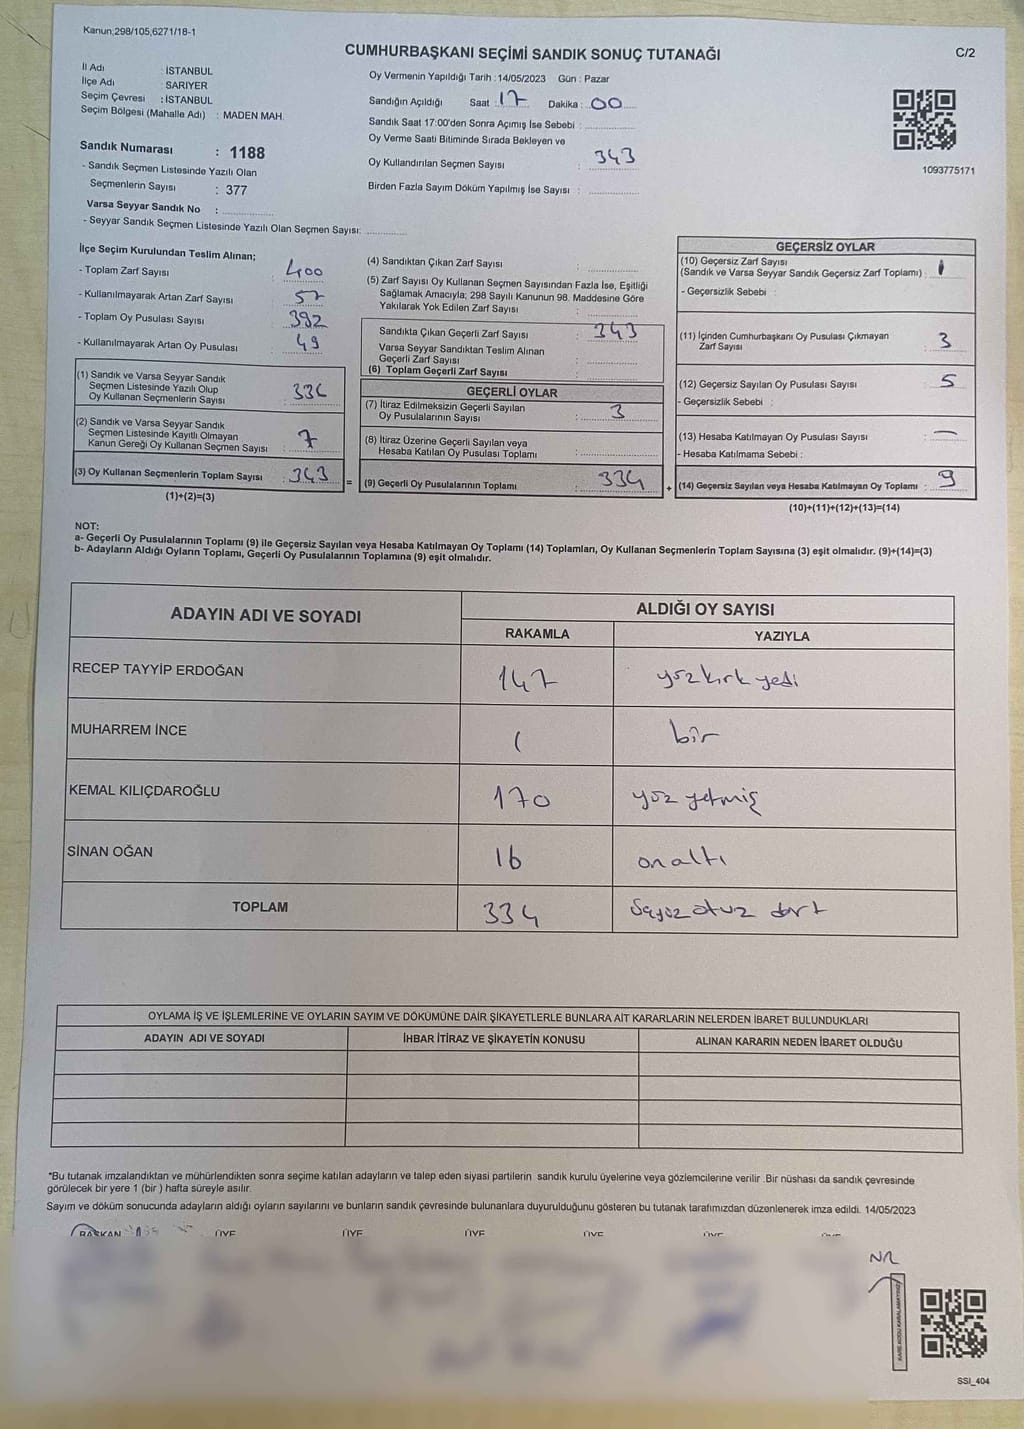 Kanun;298/105,6271/18-1
CUMHURBAŞKANI SEÇİMİ SANDIK SONUÇ TUTANAĞI
C/2
İl Adı : İSTANBUL
İlçe Adı : SARIYER
Seçim Çevresi : İSTANBUL
Seçim Bölgesi (Mahalle Adı) : MADEN MAH.
Oy Vermenin Yapıldığı Tarih : 14/05/2023 Gün : Pazar
Sandığın Açıldığı Saat : 17 Dakika : 00
Sandık Saat 17:00'den Sonra Açımış İse Sebebi :
Oy Verme Saati Bitiminde Sırada Bekleyen ve
Oy Kullandırılan Seçmen Sayısı : 343
Birden Fazla Sayım Döküm Yapılmış İse Sayısı :
1093775171
Sandık Numarası : 1188
- Sandık Seçmen Listesinde Yazılı Olan
Seçmenlerin Sayısı : 377
Varsa Seyyar Sandık No :
- Seyyar Sandık Seçmen Listesinde Yazılı Olan Seçmen Sayısı:
İlçe Seçim Kurulundan Teslim Alınan;
- Toplam Zarf Sayısı : 400
- Kullanılmayarak Artan Zarf Sayısı : 57
- Toplam Oy Pusulası Sayısı : 392
- Kullanılmayarak Artan Oy Pusulası : 49
(1) Sandık ve Varsa Seyyar Sandık
Seçmen Listesinde Yazılı Olup
Oy Kullanan Seçmenlerin Sayısı : 336
(2) Sandık ve Varsa Seyyar Sandık
Seçmen Listesinde Kayıtlı Olmayan
Kanun Gereği Oy Kullanan Seçmen Sayısı : 7
(3) Oy Kullanan Seçmenlerin Toplam Sayısı : 343
(1)+(2)=(3)
(4) Sandıktan Çıkan Zarf Sayısı :
(5) Zarf Sayısı Oy Kullanan Seçmen Sayısından Fazla İse, Eşitliği
Sağlamak Amacıyla; 298 Sayılı Kanunun 98. Maddesine Göre
Yakılarak Yok Edilen Zarf Sayısı :
Sandıkta Çıkan Geçerli Zarf Sayısı : 343
Varsa Seyyar Sandıktan Teslim Alınan
Geçerli Zarf Sayısı :
(6) Toplam Geçerli Zarf Sayısı :
GEÇERLİ OYLAR
(7) İtiraz Edilmeksizin Geçerli Sayılan
Oy Pusulalarının Sayısı : 3
(8) İtiraz Üzerine Geçerli Sayılan veya
Hesaba Katılan Oy Pusulası Toplamı :
= (9) Geçerli Oy Pusulalarının Toplamı : 334
GEÇERSİZ OYLAR
(10) Geçersiz Zarf Sayısı
(Sandık ve Varsa Seyyar Sandık Geçersiz Zarf Toplamı) :
- Geçersizlik Sebebi :
(11) İçinden Cumhurbaşkanı Oy Pusulası Çıkmayan
Zarf Sayısı : 3
(12) Geçersiz Sayılan Oy Pusulası Sayısı : 5
- Geçersizlik Sebebi :
(13) Hesaba Katılmayan Oy Pusulası Sayısı : —
- Hesaba Katılmama Sebebi :
+ (14) Geçersiz Sayılan veya Hesaba Katılmayan Oy Toplamı : 9
(10)+(11)+(12)+(13)=(14)
NOT:
a- Geçerli Oy Pusulalarının Toplamı (9) ile Geçersiz Sayılan veya Hesaba Katılmayan Oy Toplamı (14) Toplamları, Oy Kullanan Seçmenlerin Toplam Sayısına (3) eşit olmalıdır. (9)+(14)=(3)
b- Adayların Aldığı Oyların Toplamı, Geçerli Oy Pusulalarının Toplamına (9) eşit olmalıdır.
ADAYIN ADI VE SOYADI ALDIĞI OY SAYISI
RAKAMLA YAZIYLA
RECEP TAYYİP ERDOĞAN 147 yüzkırk yedi
MUHARREM İNCE 1 bir
KEMAL KILIÇDAROĞLU 170 yüz yetmiş
SİNAN OĞAN 16 onaltı
TOPLAM 334 üçyüz otuz dört
OYLAMA İŞ VE İŞLEMLERİNE VE OYLARIN SAYIM VE DÖKÜMÜNE DAİR ŞİKAYETLERLE BUNLARA AİT KARARLARIN NELERDEN İBARET BULUNDUKLARI
ADAYIN ADI VE SOYADI İHBAR İTİRAZ VE ŞİKAYETİN KONUSU ALINAN KARARIN NEDEN İBARET OLDUĞU
*Bu tutanak imzalandıktan ve mühürlendikten sonra seçime katılan adayların ve talep eden siyasi partilerin sandık kurulu üyelerine veya gözlemcilerine verilir .Bir nüshası da sandık çevresinde
görülecek bir yere 1 (bir ) hafta süreyle asılır.
Sayım ve döküm sonucunda adayların aldığı oyların sayılarını ve bunların sandık çevresinde bulunanlara duyurulduğunu gösteren bu tutanak tarafımızdan düzenlenerek imza edildi. 14/05/2023
BAŞKAN ÜYE ÜYE ÜYE ÜYE ÜYE
KARE KODU KARALAMAYINIZ
SSI_404